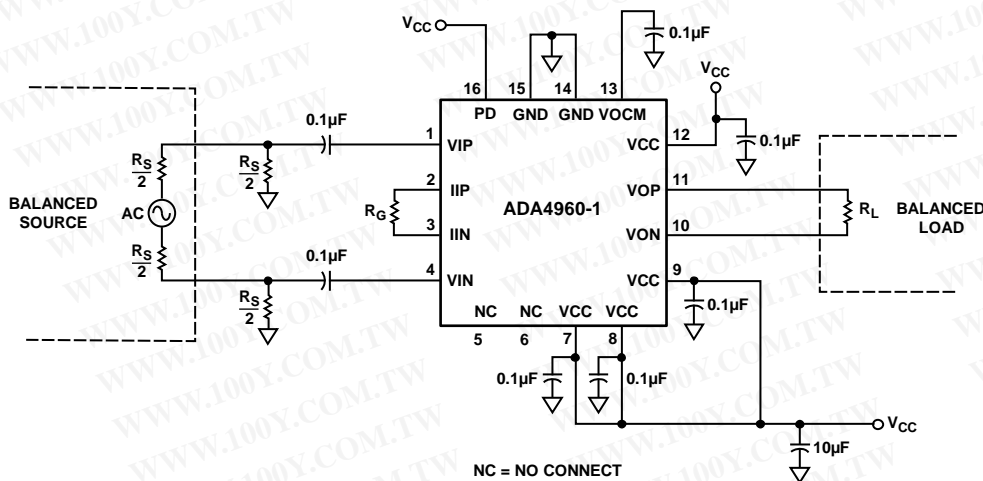 VCC
16 15 14 13
PD GND GND VOCM
0.1µF
VCC
0.1µF
BALANCED
SOURCE
RS
2
AC
RS
2
RS
2
RS
2
0.1µF
0.1µF
1 VIP
2 IIP
RG
3 IIN
4 VIN
ADA4960-1
VCC 12
VOP 11
VON 10
VCC 9
RL
BALANCED
LOAD
0.1µF
NC NC VCC VCC
5 6 7 8
0.1µF
0.1µF
VCC
10µF
NC = NO CONNECT
WWW.100Y.COM.TW